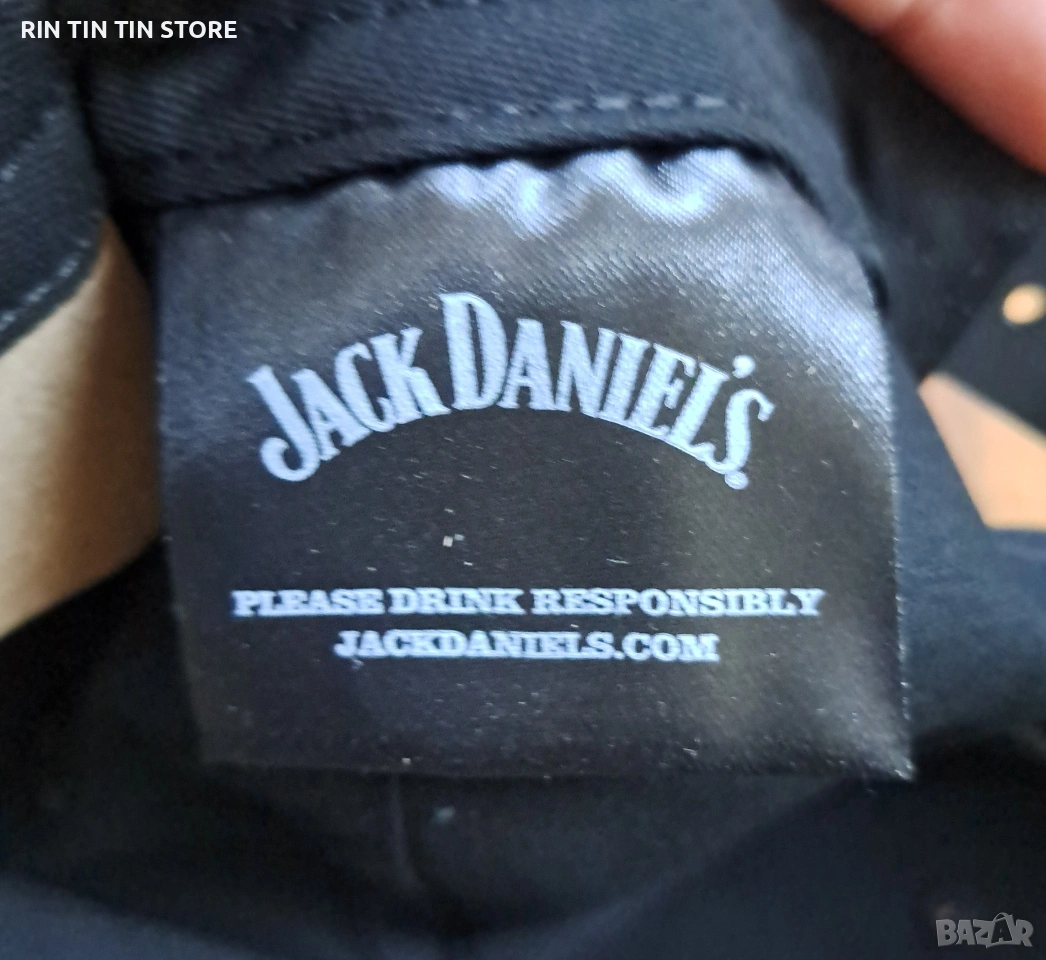 RIN TIN TIN STORE
JACK DANIEL'S®
PLEASE DRINK RESPONSIBLY
JACKDANIELS.COM
BAZAR